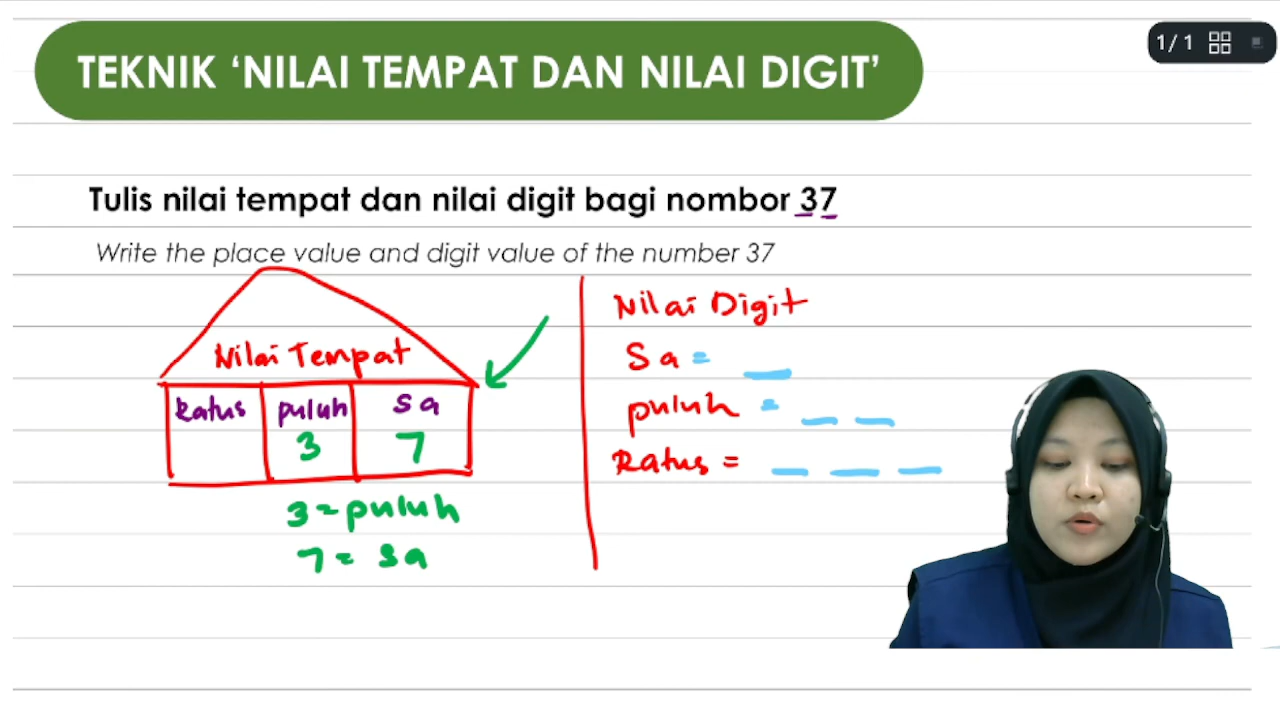 TEKNIK ‘NILAI TEMPAT DAN NILAI DIGIT’
1/1
Tulis nilai tempat dan nilai digit bagi nombor 37
Write the place value and digit value of the number 37
Nilai Tempat
Ratus puluh Sa
3 7
3 = puluh
7 = Sa
Nilai Digit
Sa = _
puluh = _ _
Ratus = _ _ _